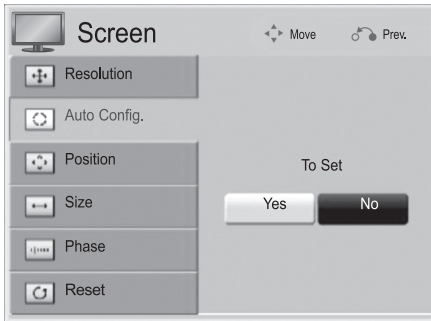 Screen
Move
Prev.
Resolution
Auto Config.
Position
Size
Phase
Reset
To Set
Yes
No